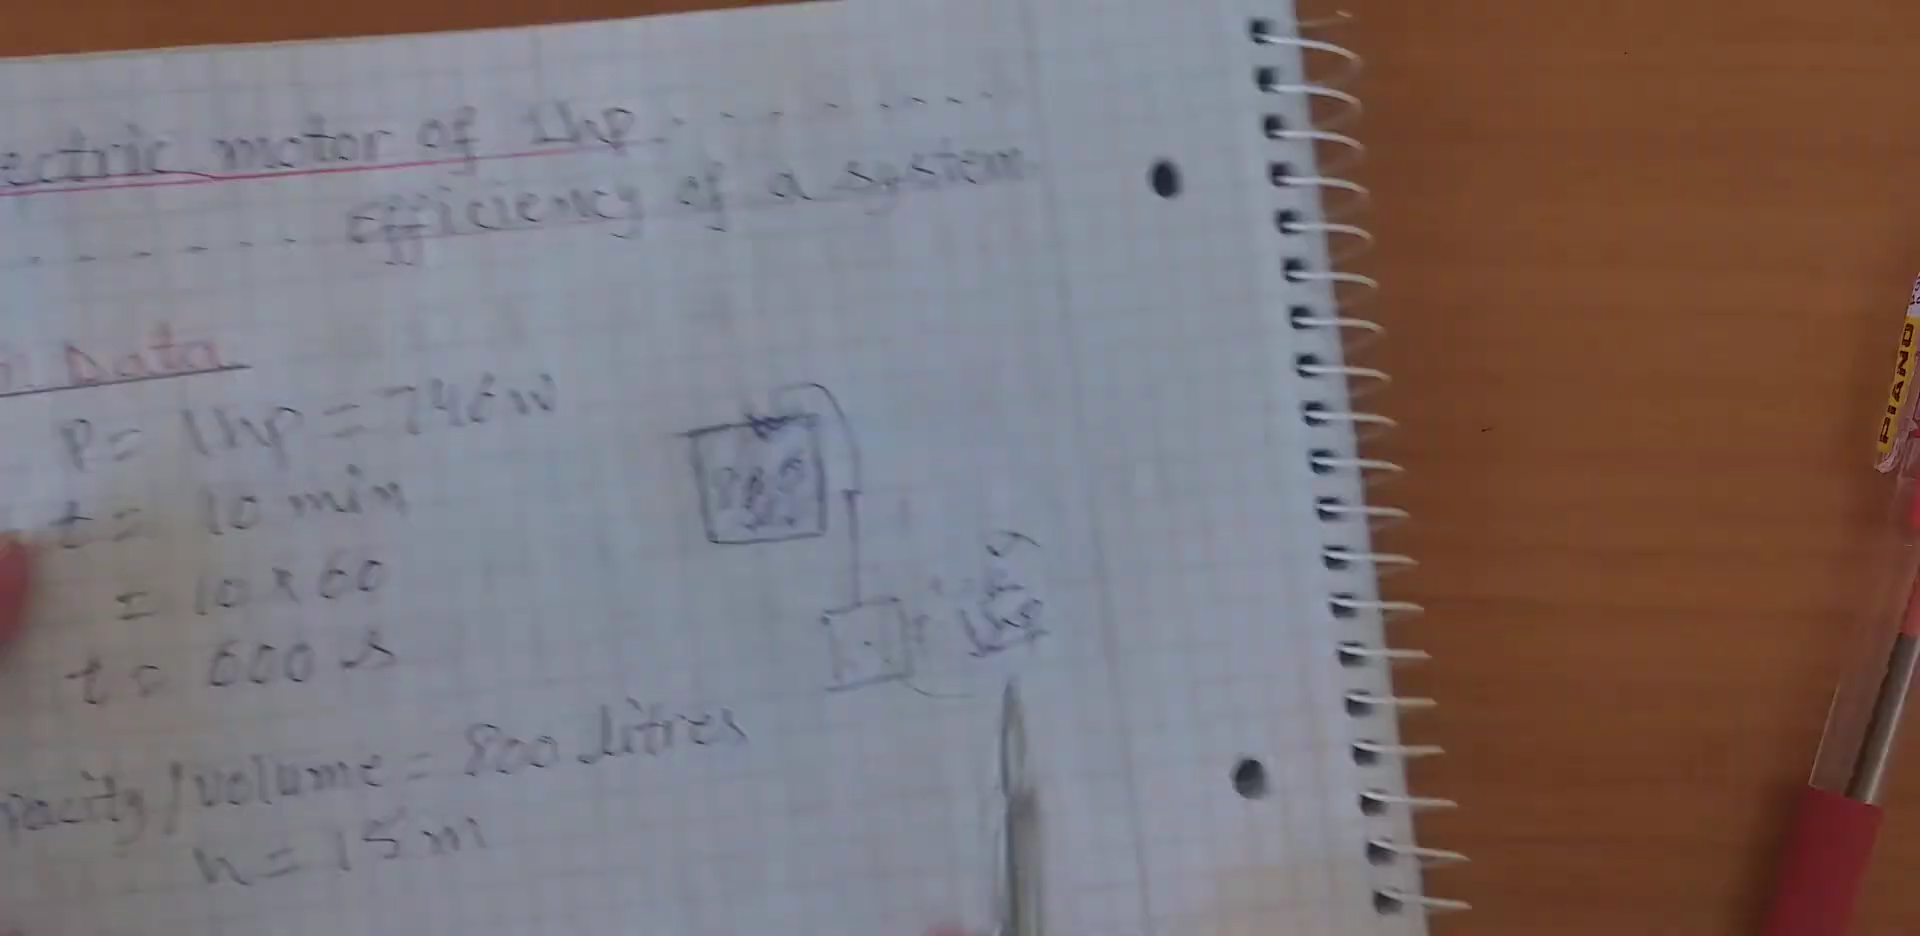 ectric motor of 1hp. . . . . . . . .
. . . . . . . . Efficiency of a system
n Data
P = 1hp = 746 W
t = 10 min
= 10 × 60
t = 600 s
pacity/volume = 800 litres
h = 15 m
1hp
PIANO